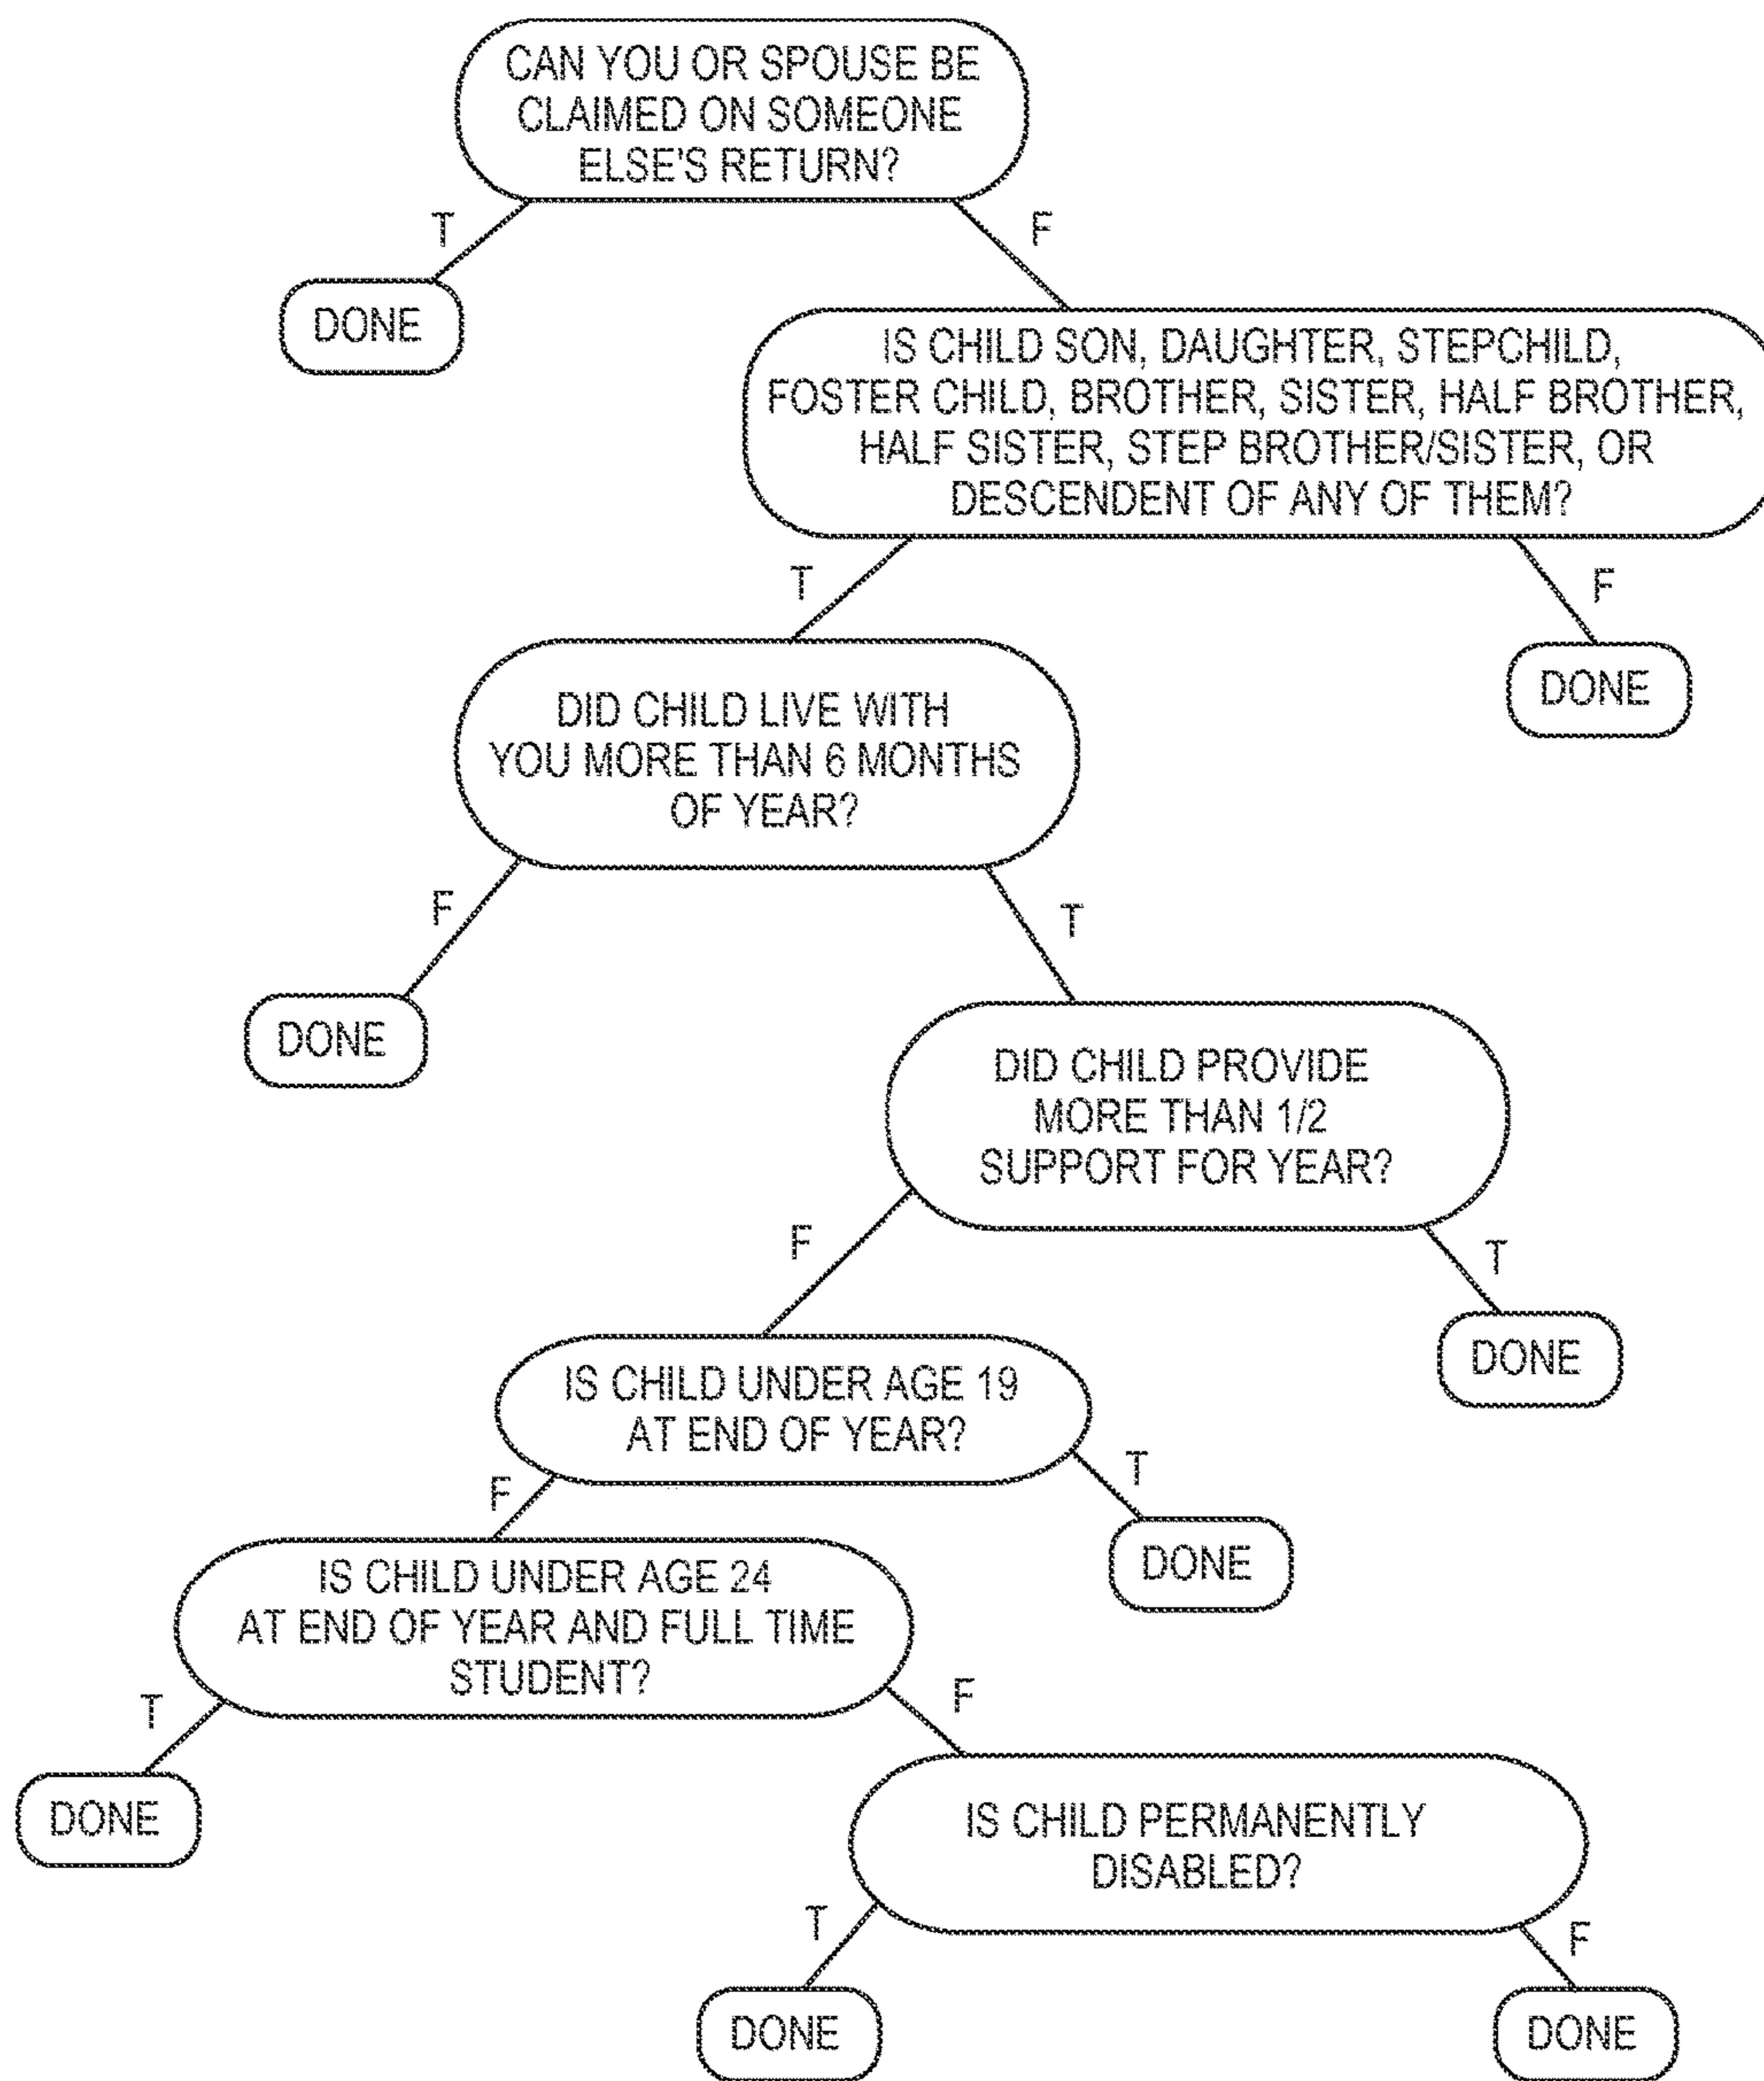 CAN YOU OR SPOUSE BE
CLAIMED ON SOMEONE
ELSE'S RETURN?
T
F
DONE
IS CHILD SON, DAUGHTER, STEPCHILD,
FOSTER CHILD, BROTHER, SISTER, HALF BROTHER,
HALF SISTER, STEP BROTHER/SISTER, OR
DESCENDENT OF ANY OF THEM?
T
F
DONE
DID CHILD LIVE WITH
YOU MORE THAN 6 MONTHS
OF YEAR?
F
T
DONE
DID CHILD PROVIDE
MORE THAN 1/2
SUPPORT FOR YEAR?
F
T
DONE
IS CHILD UNDER AGE 19
AT END OF YEAR?
F
T
DONE
IS CHILD UNDER AGE 24
AT END OF YEAR AND FULL TIME
STUDENT?
T
F
DONE
IS CHILD PERMANENTLY
DISABLED?
T
F
DONE
DONE